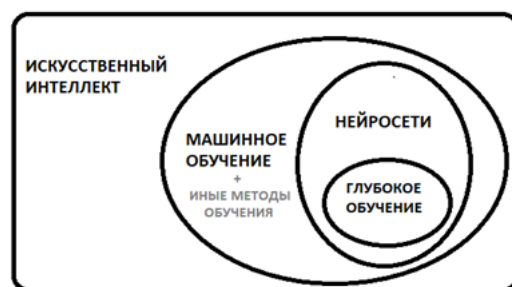 ИСКУССТВЕННЫЙ
ИНТЕЛЛЕКТ
МАШИННОЕ
ОБУЧЕНИЕ
+
ИНЫЕ МЕТОДЫ
ОБУЧЕНИЯ
НЕЙРОСЕТИ
ГЛУБОКОЕ
ОБУЧЕНИЕ